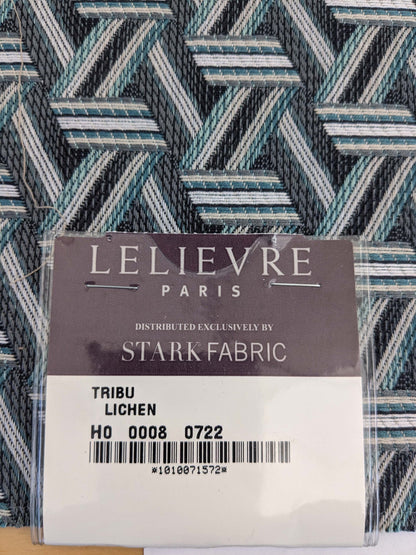 LELIEVRE
PARIS
DISTRIBUTED EXCLUSIVELY BY
STARK FABRIC
TRIBU
LICHEN
H0 0008 0722
*1010071572*